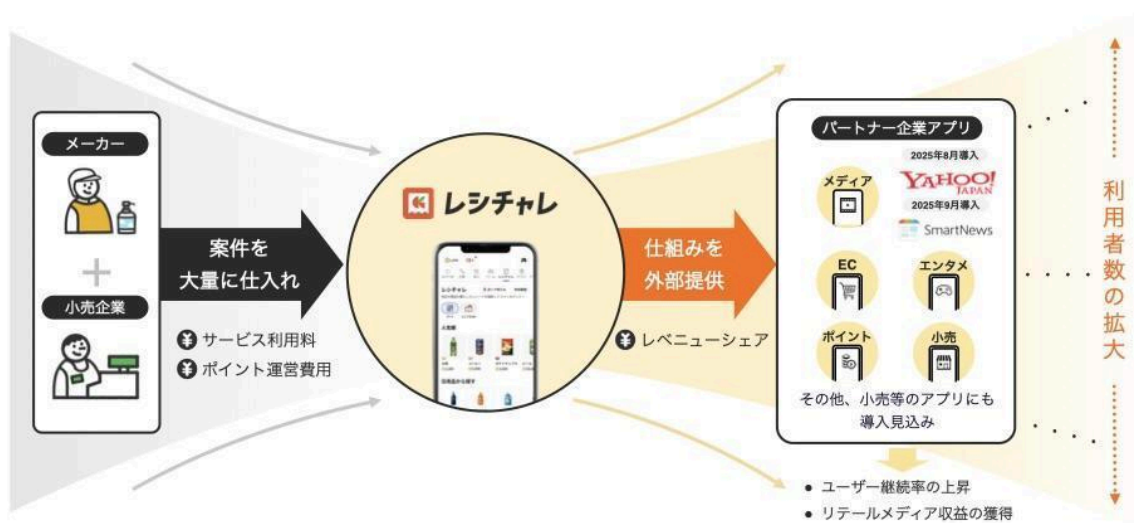 メーカー
小売企業
案件を
大量に仕入れ
サービス利用料
ポイント運営費用
レシチャレ
レシチャレ
仕組みを
外部提供
レベニューシェア
パートナー企業アプリ
2025年8月導入
メディア
YAHOO!
JAPAN
2025年9月導入
SmartNews
EC
エンタメ
ポイント
小売
その他、小売等のアプリにも
導入見込み
• ユーザー継続率の上昇
• リテールメディア収益の獲得
利用者数の拡大